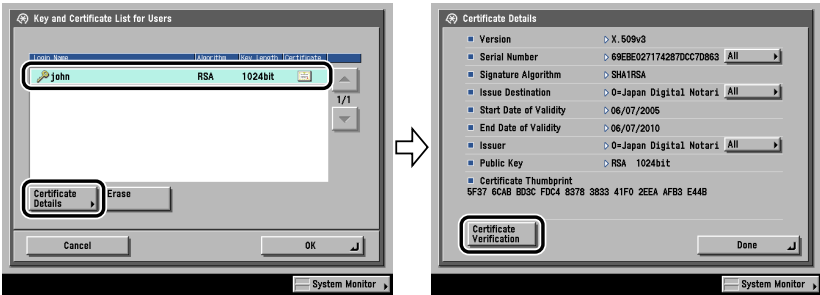 Key and Certificate List for Users
Login Name Algorithm Key Length Certificate
john RSA 1024bit
1/1
Certificate
Details
Erase
Cancel
OK
System Monitor
Certificate Details
Version X.509v3
Serial Number 69EBE027174287DCC7D863 All
Signature Algorithm SHA1RSA
Issue Destination O=Japan Digital Notari All
Start Date of Validity 06/07/2005
End Date of Validity 06/07/2010
Issuer O=Japan Digital Notari All
Public Key RSA 1024bit
Certificate Thumbprint
5F37 6CAB BD3C FDC4 8378 3833 41F0 2EEA AFB3 E44B
Certificate
Verification
Done
System Monitor